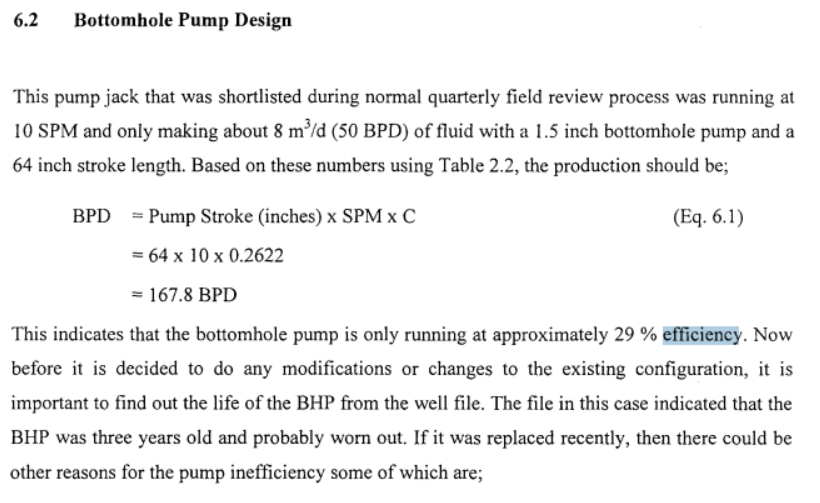 6.2 Bottomhole Pump Design
This pump jack that was shortlisted during normal quarterly field review process was running at
10 SPM and only making about 8 m³/d (50 BPD) of fluid with a 1.5 inch bottomhole pump and a
64 inch stroke length. Based on these numbers using Table 2.2, the production should be;
BPD = Pump Stroke (inches) x SPM x C (Eq. 6.1)
= 64 x 10 x 0.2622
= 167.8 BPD
This indicates that the bottomhole pump is only running at approximately 29 % efficiency. Now
before it is decided to do any modifications or changes to the existing configuration, it is
important to find out the life of the BHP from the well file. The file in this case indicated that the
BHP was three years old and probably worn out. If it was replaced recently, then there could be
other reasons for the pump inefficiency some of which are;